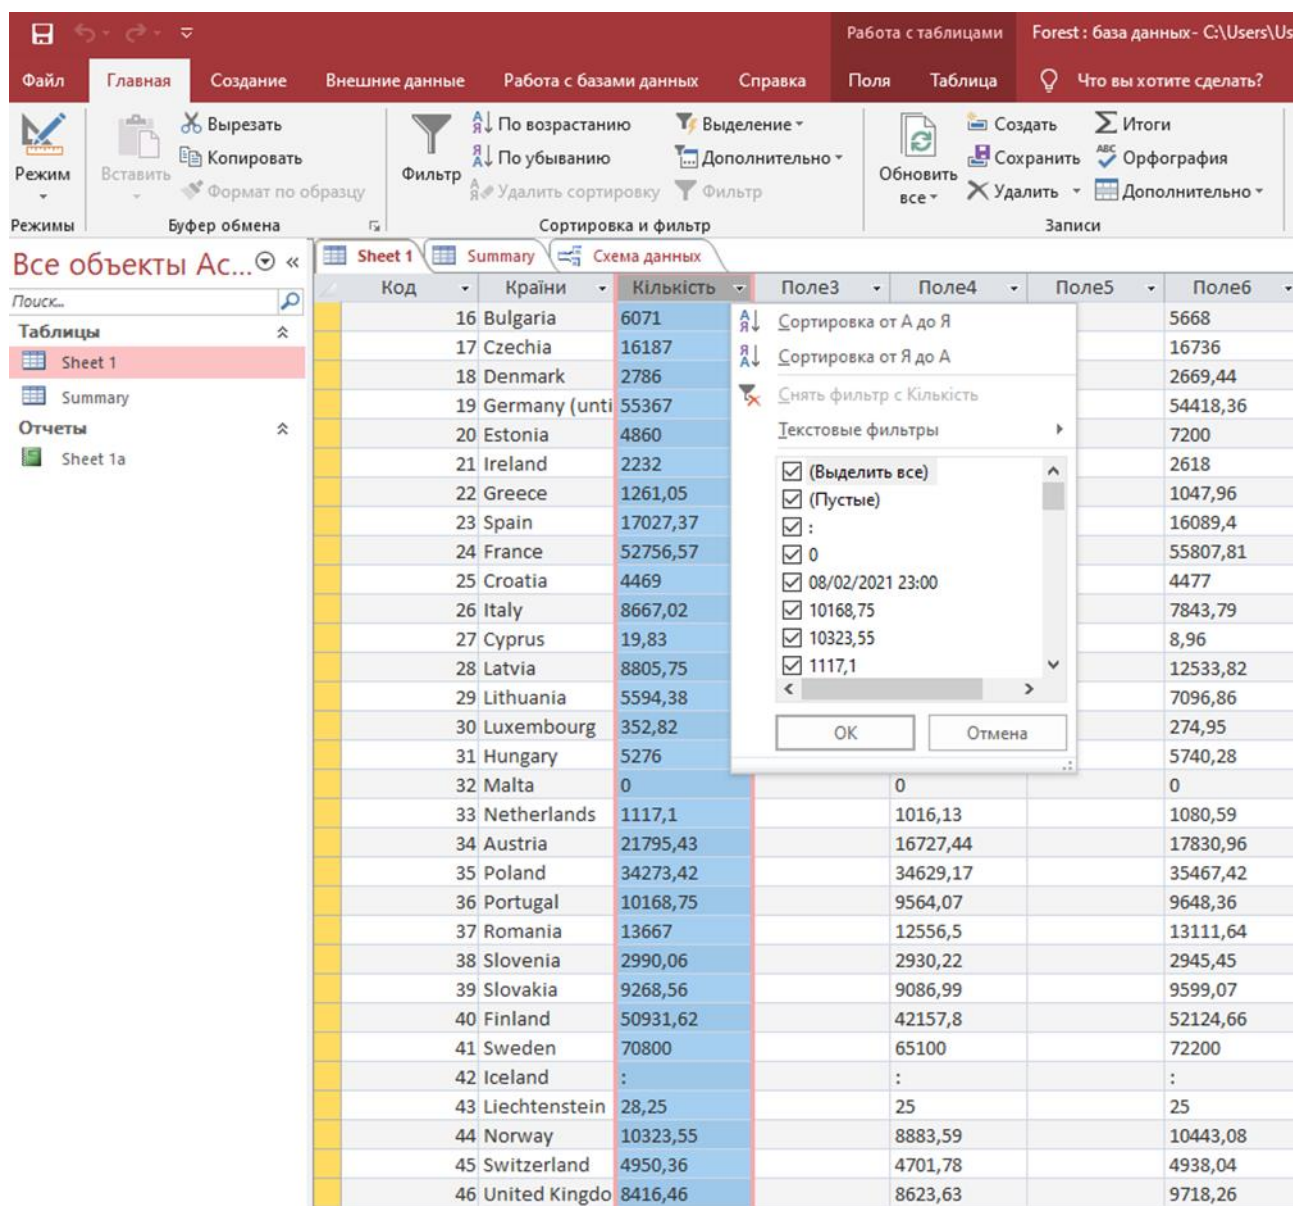 Работа с таблицами Forest : база данных- C:\Users\Us
Файл Главная Создание Внешние данные Работа с базами данных Справка Поля Таблица Что вы хотите сделать?
Режим
Режимы
Вставить
Вырезать
Копировать
Формат по образцу
Буфер обмена
Фильтр
По возрастанию
По убыванию
Удалить сортировку
Выделение
Дополнительно
Фильтр
Сортировка и фильтр
Обновить
все
Создать
Сохранить
Удалить
Итоги
Орфография
Дополнительно
Записи
Все объекты Ac...
Поиск...
Таблицы
Sheet 1
Summary
Отчеты
Sheet 1a
Sheet 1 Summary Схема данных
Код Країни Кількість Поле3 Поле4 Поле5 Поле6
16 Bulgaria 6071 5668
17 Czechia 16187 16736
18 Denmark 2786 2669,44
19 Germany (unti 55367 54418,36
20 Estonia 4860 7200
21 Ireland 2232 2618
22 Greece 1261,05 1047,96
23 Spain 17027,37 16089,4
24 France 52756,57 55807,81
25 Croatia 4469 4477
26 Italy 8667,02 7843,79
27 Cyprus 19,83 8,96
28 Latvia 8805,75 12533,82
29 Lithuania 5594,38 7096,86
30 Luxembourg 352,82 274,95
31 Hungary 5276 5740,28
32 Malta 0 0 0
33 Netherlands 1117,1 1016,13 1080,59
34 Austria 21795,43 16727,44 17830,96
35 Poland 34273,42 34629,17 35467,42
36 Portugal 10168,75 9564,07 9648,36
37 Romania 13667 12556,5 13111,64
38 Slovenia 2990,06 2930,22 2945,45
39 Slovakia 9268,56 9086,99 9599,07
40 Finland 50931,62 42157,8 52124,66
41 Sweden 70800 65100 72200
42 Iceland : : :
43 Liechtenstein 28,25 25 25
44 Norway 10323,55 8883,59 10443,08
45 Switzerland 4950,36 4701,78 4938,04
46 United Kingdo 8416,46 8623,63 9718,26
Сортировка от А до Я
Сортировка от Я до А
Снять фильтр с Кількість
Текстовые фильтры
(Выделить все)
(Пустые)
:
0
08/02/2021 23:00
10168,75
10323,55
1117,1
ОК Отмена